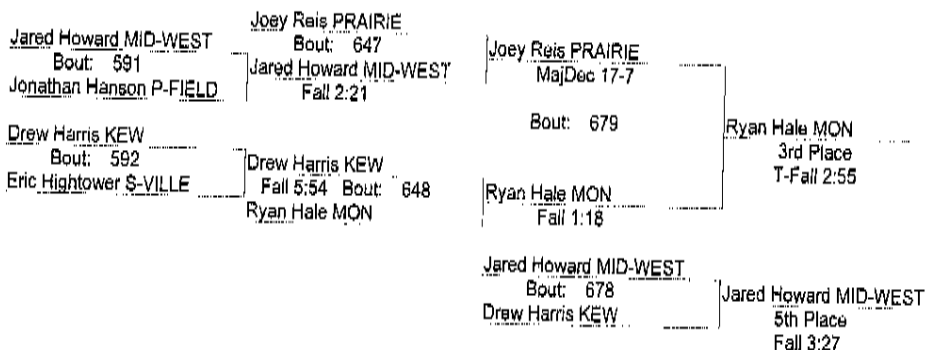 Jared Howard MID-WEST
Bout: 591
Jonathan Hanson P-FIELD
Drew Harris KEW
Bout: 592
Eric Hightower S-VILLE
Joey Reis PRAIRIE
Bout: 647
Jared Howard MID-WEST
Fall 2:21
Drew Harris KEW
Fall 5:54 Bout: 648
Ryan Hale MON
Joey Reis PRAIRIE
MajDec 17-7
Bout: 679
Ryan Hale MON
Fall 1:18
Ryan Hale MON
3rd Place
T-Fall 2:55
Jared Howard MID-WEST
Bout: 678
Drew Harris KEW
Jared Howard MID-WEST
5th Place
Fall 3:27